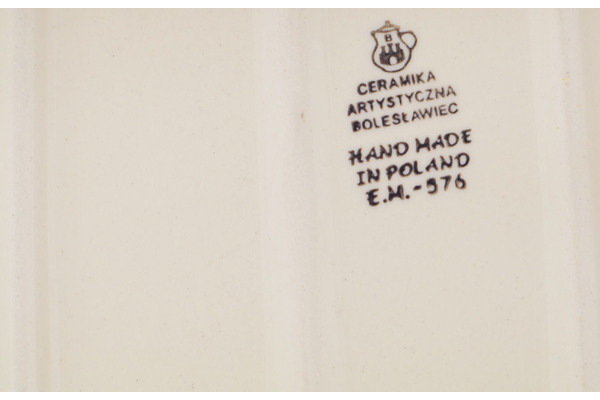 B
CERAMIKA
ARTYSTYCZNA
BOLESŁAWIEC
HAND MADE
IN POLAND
E.M.-576